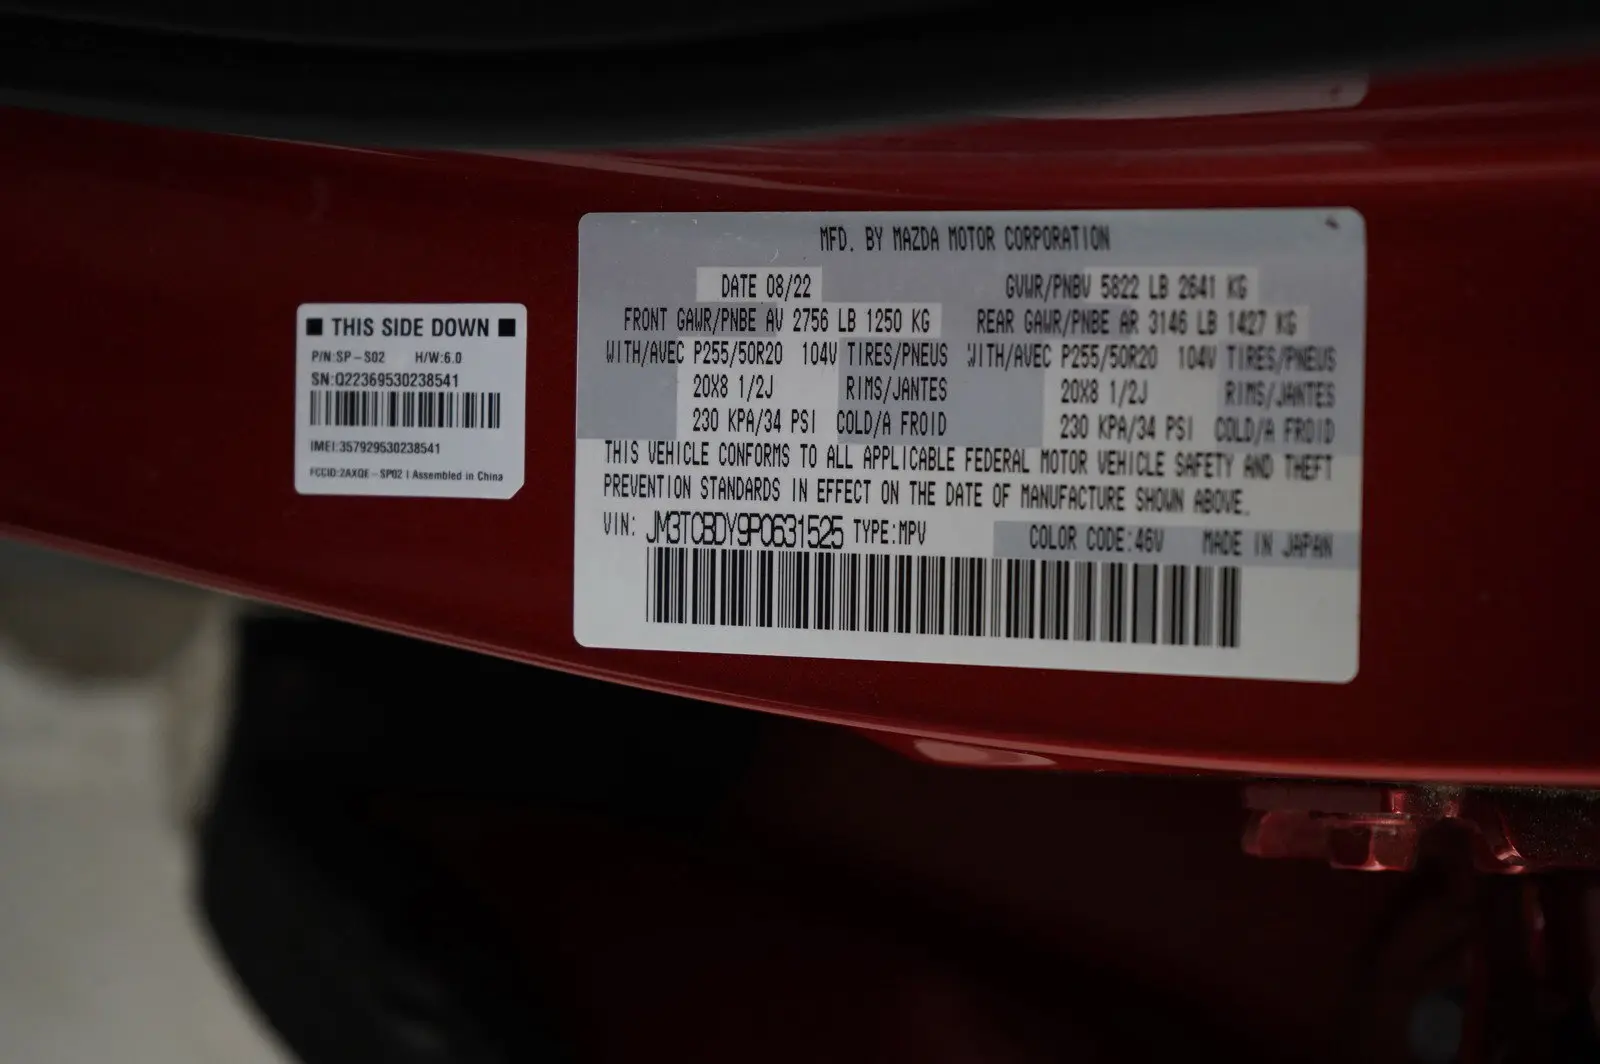 ■ THIS SIDE DOWN ■
P/N:SP-S02 H/W:6.0
SN:Q22369530238541
IMEI:357929530238541
FCCID:2AXQE-SP02 | Assembled in China
MFD. BY MAZDA MOTOR CORPORATION
DATE 08/22 GVWR/PNBV 5822 LB 2641 KG
FRONT GAWR/PNBE AV 2756 LB 1250 KG REAR GAWR/PNBE AR 3146 LB 1427 KG
WITH/AVEC P255/50R20 104V TIRES/PNEUS WITH/AVEC P255/50R20 104V TIRES/PNEUS
20X8 1/2J RIMS/JANTES 20X8 1/2J RIMS/JANTES
230 KPA/34 PSI COLD/A FROID 230 KPA/34 PSI COLD/A FROID
THIS VEHICLE CONFORMS TO ALL APPLICABLE FEDERAL MOTOR VEHICLE SAFETY AND THEFT
PREVENTION STANDARDS IN EFFECT ON THE DATE OF MANUFACTURE SHOWN ABOVE.
VIN: JM3TCBDY9P0631525 TYPE:MPV COLOR CODE:46V MADE IN JAPAN